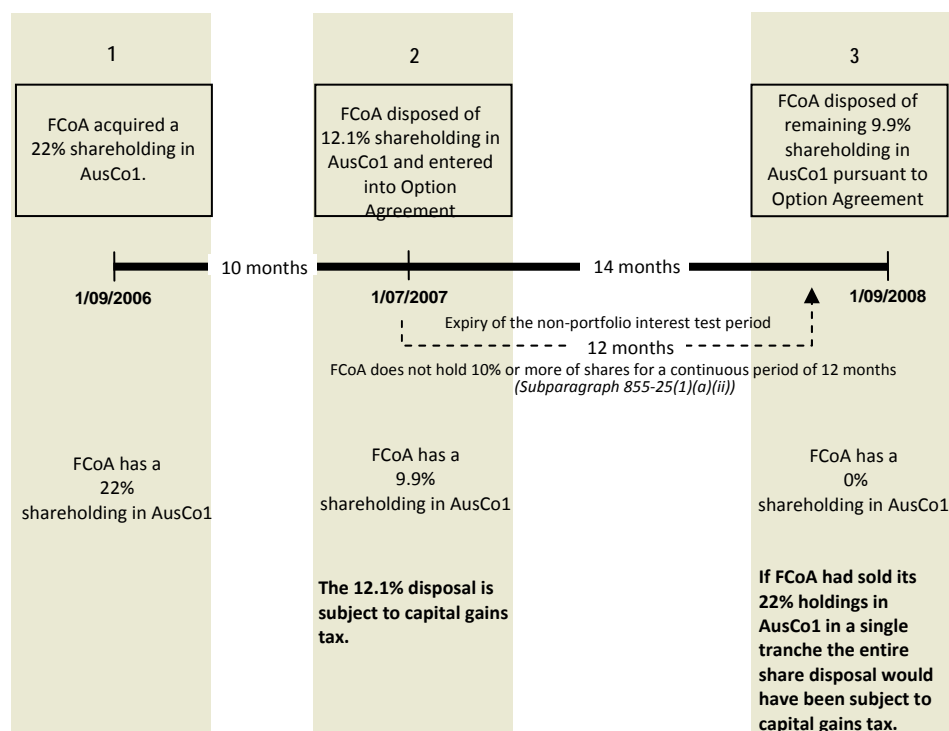 1
2
3
FCoA acquired a
22% shareholding in
AusCo1.
FCoA disposed of
12.1% shareholding in
AusCo1 and entered
into Option
Agreement
FCoA disposed of
remaining 9.9%
shareholding in
AusCo1 pursuant to
Option Agreement
10 months
14 months
1/09/2006
1/07/2007
1/09/2008
Expiry of the non-portfolio interest test period
12 months
FCoA does not hold 10% or more of shares for a continuous period of 12 months
(Subparagraph 855-25(1)(a)(ii))
FCoA has a
22%
shareholding in AusCo1
FCoA has a
9.9%
shareholding in AusCo1
FCoA has a
0%
shareholding in AusCo1
The 12.1% disposal is
subject to capital gains
tax.
If FCoA had sold its
22% holdings in
AusCo1 in a single
tranche the entire
share disposal would
have been subject to
capital gains tax.